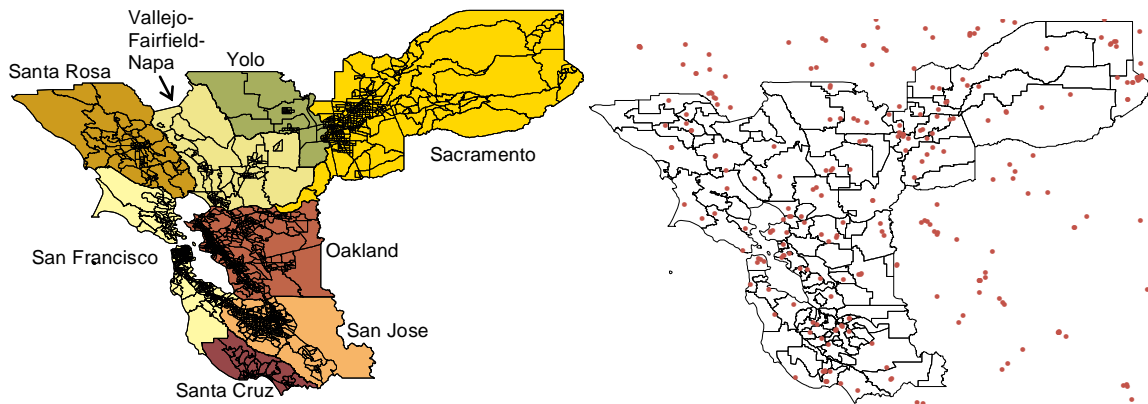 Vallejo-
Fairfield-
Napa
Yolo
Santa Rosa
Sacramento
San Francisco
Oakland
San Jose
Santa Cruz